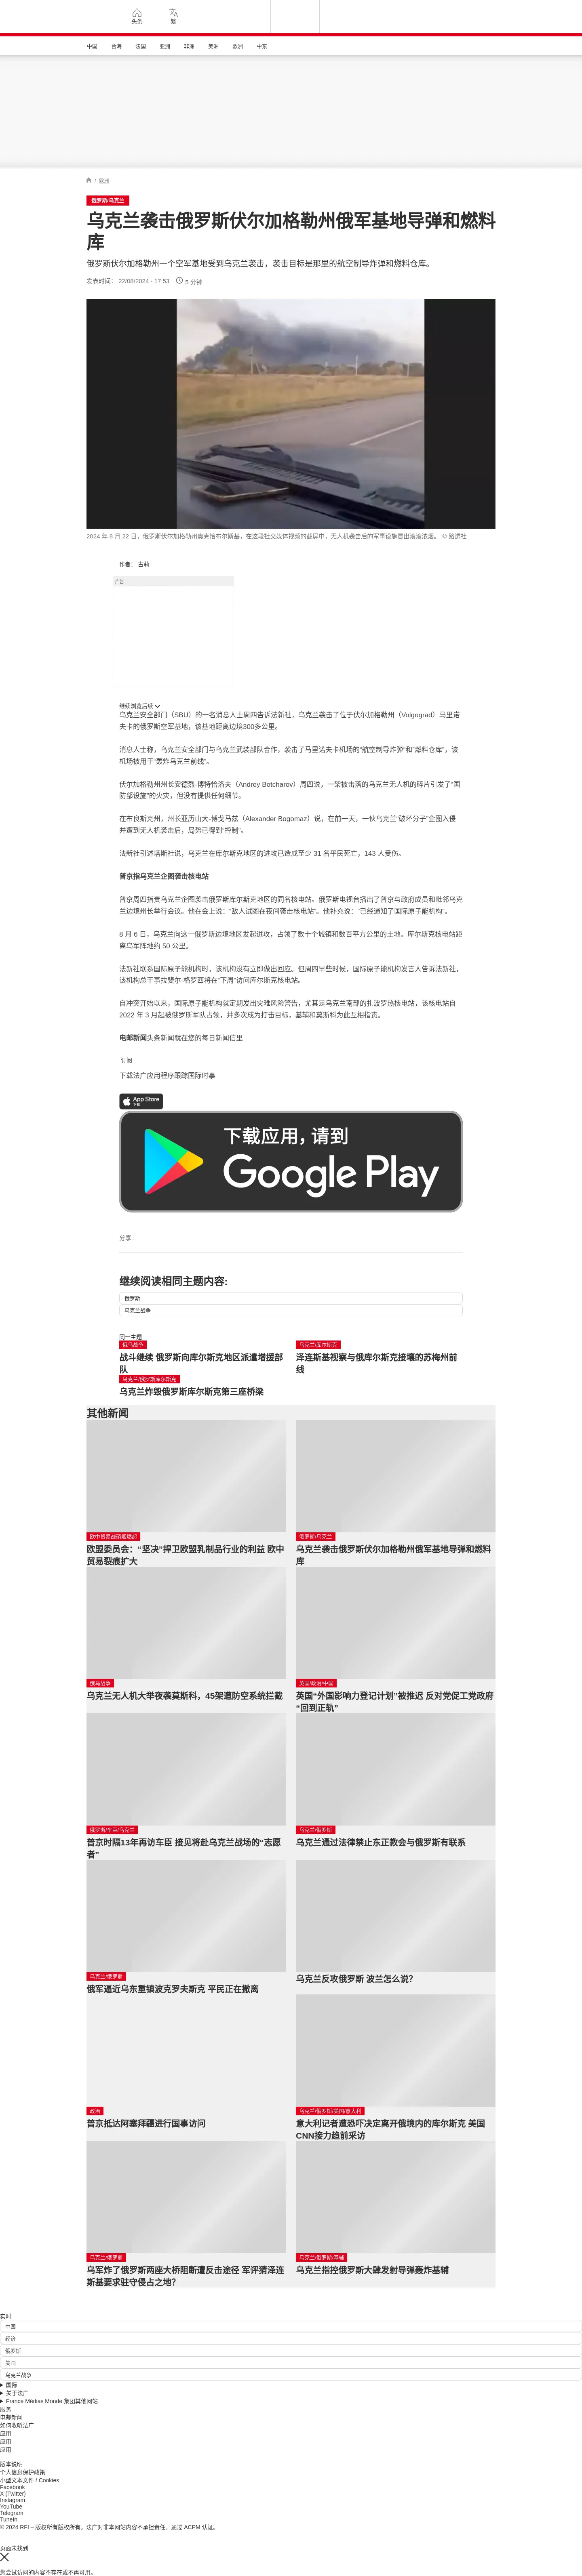 头条
繁
中国
台海
法国
亚洲
非洲
美洲
欧洲
中东
/ 欧洲
俄罗斯/乌克兰
乌克兰袭击俄罗斯伏尔加格勒州俄军基地导弹和燃料
库
俄罗斯伏尔加格勒州一个空军基地受到乌克兰袭击，袭击目标是那里的航空制导炸弹和燃料仓库。
发表时间： 22/08/2024 - 17:53
5 分钟
2024 年 8 月 22 日，俄罗斯伏尔加格勒州奥克恰布尔斯基，在这段社交媒体视频的截屏中，无人机袭击后的军事设施冒出滚滚浓烟。 © 路透社
作者： 古莉
广告
继续浏览后续
乌克兰安全部门（SBU）的一名消息人士周四告诉法新社，乌克兰袭击了位于伏尔加格勒州（Volgograd）马里诺
夫卡的俄罗斯空军基地，该基地距离边境300多公里。
消息人士称，乌克兰安全部门与乌克兰武装部队合作，袭击了马里诺夫卡机场的“航空制导炸弹”和”燃料仓库”，该
机场被用于”轰炸乌克兰前线”。
伏尔加格勒州州长安德烈-博特恰洛夫（Andrey Botcharov）周四说，一架被击落的乌克兰无人机的碎片引发了”国
防部设施”的火灾，但没有提供任何细节。
在布良斯克州，州长亚历山大-博戈马兹（Alexander Bogomaz）说，在前一天，一伙乌克兰“破坏分子”企图入侵
并遭到无人机袭击后，局势已得到”控制”。
法新社引述塔斯社说，乌克兰在库尔斯克地区的进攻已造成至少 31 名平民死亡，143 人受伤。
普京指乌克兰企图袭击核电站
普京周四指责乌克兰企图袭击俄罗斯库尔斯克地区的同名核电站。俄罗斯电视台播出了普京与政府成员和毗邻乌克
兰边境州长举行会议。他在会上说：“敌人试图在夜间袭击核电站”。他补充说：”已经通知了国际原子能机构”。
8 月 6 日，乌克兰向这一俄罗斯边境地区发起进攻，占领了数十个城镇和数百平方公里的土地。库尔斯克核电站距
离乌军阵地约 50 公里。
法新社联系国际原子能机构时，该机构没有立即做出回应。但周四早些时候，国际原子能机构发言人告诉法新社，
该机构总干事拉斐尔-格罗西将在“下周”访问库尔斯克核电站。
自冲突开始以来，国际原子能机构就定期发出灾难风险警告，尤其是乌克兰南部的扎波罗热核电站，该核电站自
2022 年 3 月起被俄罗斯军队占领，并多次成为打击目标，基辅和莫斯科为此互相指责。
电邮新闻头条新闻就在您的每日新闻信里
订阅
下载法广应用程序跟踪国际时事
App Store
下载
下载应用，请到
Google Play
分享 :
继续阅读相同主题内容:
俄罗斯
乌克兰战争
同一主题
俄乌战争
战斗继续 俄罗斯向库尔斯克地区派遣增援部
队
乌克兰/库尔斯克
泽连斯基视察与俄库尔斯克接壤的苏梅州前
线
乌克兰/俄罗斯库尔斯克
乌克兰炸毁俄罗斯库尔斯克第三座桥梁
其他新闻
欧中贸易战硝烟燃起
欧盟委员会：“坚决”捍卫欧盟乳制品行业的利益 欧中
贸易裂痕扩大
俄罗斯/乌克兰
乌克兰袭击俄罗斯伏尔加格勒州俄军基地导弹和燃料
库
俄乌战争
乌克兰无人机大举夜袭莫斯科，45架遭防空系统拦截
英国/政治/中国
英国“外国影响力登记计划”被推迟 反对党促工党政府
“回到正轨”
俄罗斯/车臣/乌克兰
普京时隔13年再访车臣 接见将赴乌克兰战场的“志愿
者”
乌克兰/俄罗斯
乌克兰通过法律禁止东正教会与俄罗斯有联系
乌克兰/俄罗斯
俄军逼近乌东重镇波克罗夫斯克 平民正在撤离
乌克兰反攻俄罗斯 波兰怎么说？
政治
普京抵达阿塞拜疆进行国事访问
乌克兰/俄罗斯/美国/意大利
意大利记者遭恐吓决定离开俄境内的库尔斯克 美国
CNN接力趋前采访
乌克兰/俄罗斯
乌军炸了俄罗斯两座大桥阻断遭反击途径 军评猜泽连
斯基要求驻守侵占之地?
乌克兰/俄罗斯/基辅
乌克兰指控俄罗斯大肆发射导弹轰炸基辅
实时
中国
经济
俄罗斯
美国
乌克兰战争
国际
关于法广
France Médias Monde 集团其他网站
服务
电邮新闻
如何收听法广
应用
应用
应用
版本说明
个人信息保护政策
小型文本文件 / Cookies
Facebook
X (Twitter)
Instagram
YouTube
Telegram
TuneIn
© 2024 RFI – 版权所有版权所有。法广对非本网站内容不承担责任。通过 ACPM 认证。
页面未找到
您尝试访问的内容不存在或不再可用。